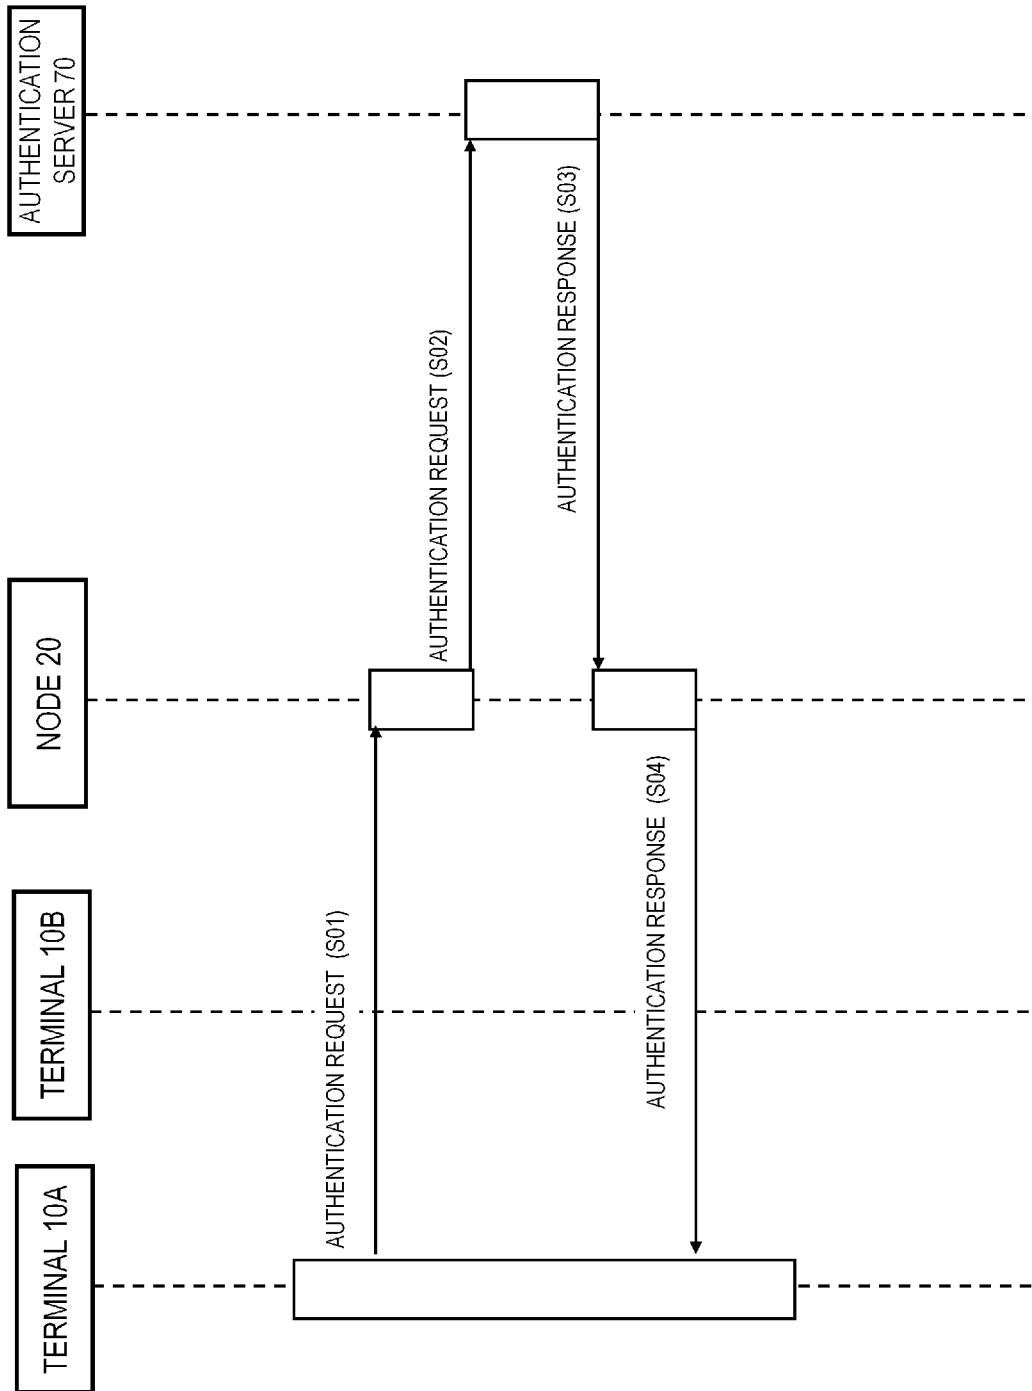 TERMINAL 10A
TERMINAL 10B
NODE 20
AUTHENTICATION
SERVER 70
AUTHENTICATION REQUEST (S01)
AUTHENTICATION REQUEST (S02)
AUTHENTICATION RESPONSE (S03)
AUTHENTICATION RESPONSE (S04)